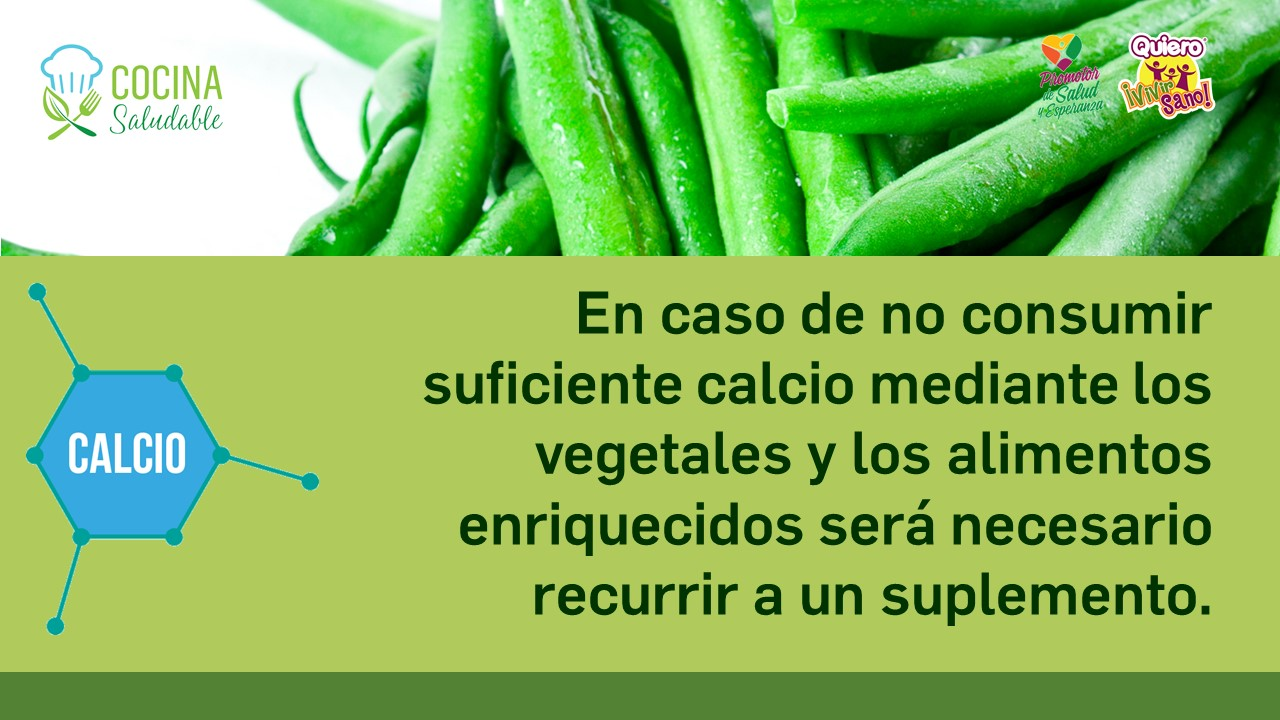 COCINA
Saludable
Promotor
de Salud
y Esperanza
Quiero
¡Vivir
Sano!
CALCIO
En caso de no consumir
suficiente calcio mediante los
vegetales y los alimentos
enriquecidos será necesario
recurrir a un suplemento.